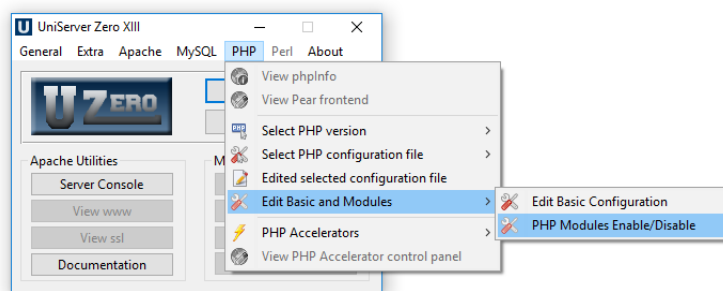 UniServer Zero XIII
General Extra Apache MySQL PHP Perl About
U ZERO
View phpInfo
View Pear frontend
Select PHP version
Select PHP configuration file
Edited selected configuration file
Edit Basic and Modules
PHP Accelerators
View PHP Accelerator control panel
Edit Basic Configuration
PHP Modules Enable/Disable
Apache Utilities
Server Console
View www
View ssl
Documentation
M